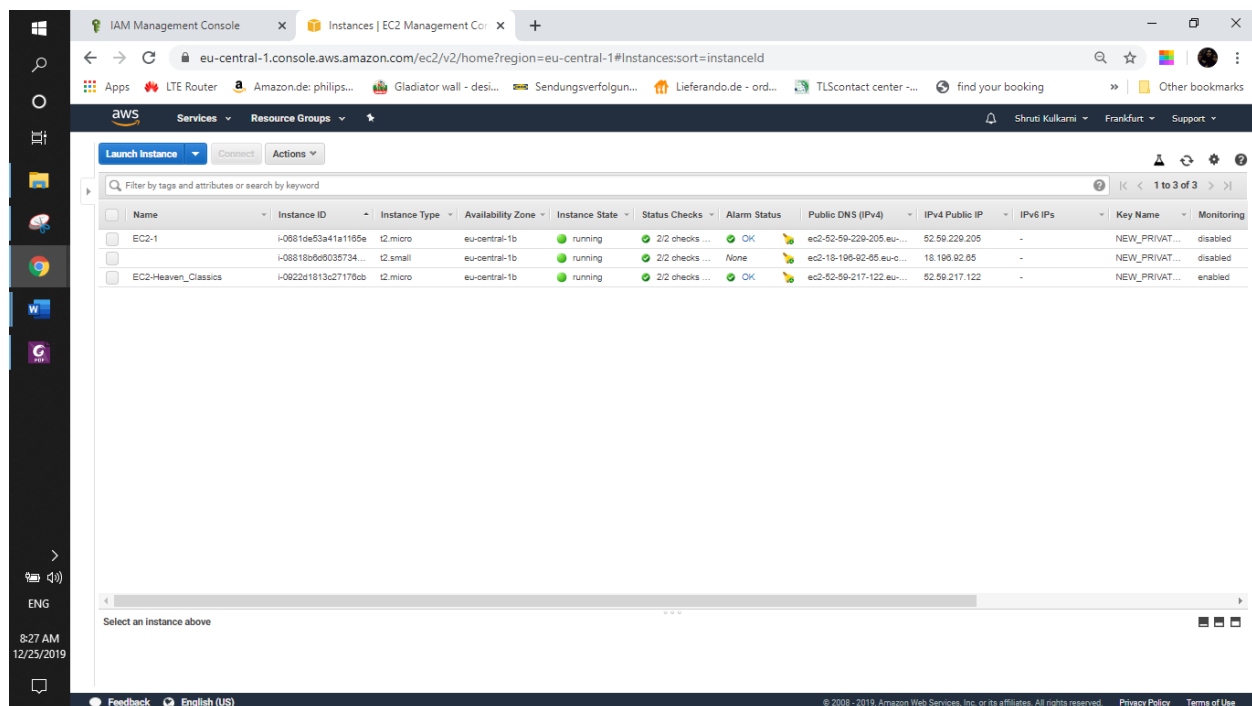 IAM Management Console
Instances | EC2 Management Con
eu-central-1.console.aws.amazon.com/ec2/v2/home?region=eu-central-1#Instances:sort=instanceId
Apps LTE Router Amazon.de: philips... Gladiator wall - desi... Sendungsverfolgun... Lieferando.de - ord... TLScontact center -... find your booking » Other bookmarks
aws Services Resource Groups Shruti Kulkarni Frankfurt Support
Launch Instance Connect Actions
Filter by tags and attributes or search by keyword 1 to 3 of 3
Name Instance ID Instance Type Availability Zone Instance State Status Checks Alarm Status Public DNS (IPv4) IPv4 Public IP IPv6 IPs Key Name Monitoring
EC2-1 i-0681de53a41a1165e t2.micro eu-central-1b running 2/2 checks ... OK ec2-52-59-229-205.eu-... 52.59.229.205 - NEW_PRIVAT... disabled
i-08818b6d6035734... t2.small eu-central-1b running 2/2 checks ... None ec2-18-196-92-65.eu-c... 18.196.92.65 - NEW_PRIVAT... disabled
EC2-Heaven_Classics i-0922d1813c27176cb t2.micro eu-central-1b running 2/2 checks ... OK ec2-52-59-217-122.eu-... 52.59.217.122 - NEW_PRIVAT... enabled
Select an instance above
Feedback English (US) © 2008 - 2019, Amazon Web Services, Inc. or its affiliates. All rights reserved. Privacy Policy Terms of Use
ENG
8:27 AM
12/25/2019